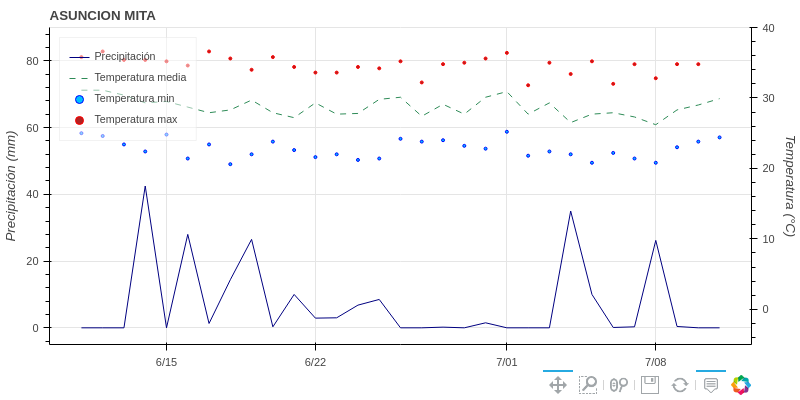 ASUNCION MITA
Precipitación
Temperatura media
Temperatura min
Temperatura max
Precipitación (mm)
80
60
40
20
0
Temperatura (°C)
40
30
20
10
0
6/15
6/22
7/01
7/08